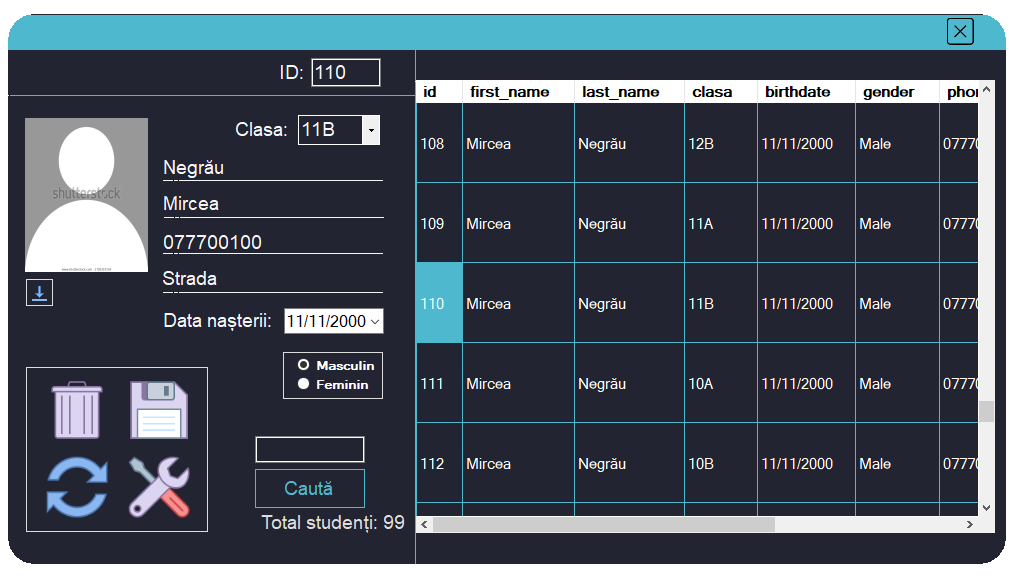 ID: 110
Clasa: 11B
shutterstock
Negrău
Mircea
077700100
Strada
Data nașterii: 11/11/2000
Masculin
Feminin
Caută
Total studenți: 99
id first_name last_name clasa birthdate gender phon
108 Mircea Negrău 12B 11/11/2000 Male 0777
109 Mircea Negrău 11A 11/11/2000 Male 0777
110 Mircea Negrău 11B 11/11/2000 Male 0777
111 Mircea Negrău 10A 11/11/2000 Male 0777
112 Mircea Negrău 10B 11/11/2000 Male 0777